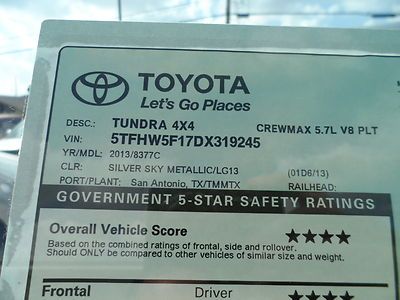 TOYOTA
Let's Go Places
DESC.: TUNDRA 4X4 CREWMAX 5.7L V8 PLT
VIN: 5TFHW5F17DX319245
YR/MDL: 2013/8377C
CLR: SILVER SKY METALLIC/LG13 (01D6/13)
PORT/PLANT: San Antonio, TX/TMMTX RAILHEAD:
GOVERNMENT 5-STAR SAFETY RATINGS
Overall Vehicle Score ★★★★
Based on the combined ratings of frontal, side and rollover.
Should ONLY be compared to other vehicles of similar size and weight.
Frontal Driver ★★★★